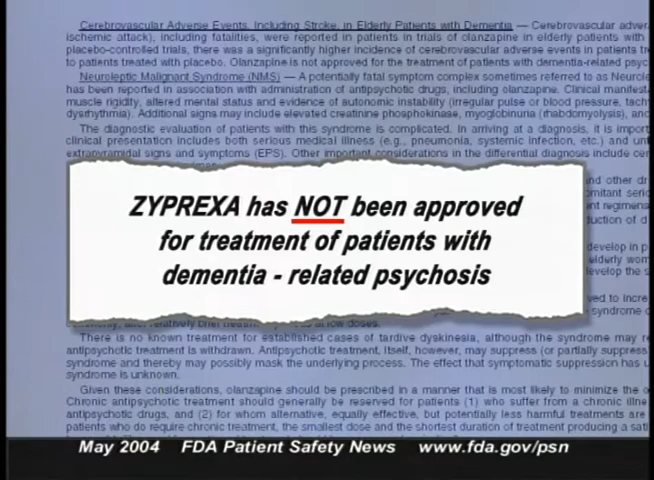 Cerebrovascular Adverse Events, Including Stroke, in Elderly Patients with Dementia — Cerebrovascular adver
ischemic attack), including fatalities, were reported in patients in trials of olanzapine in elderly patients with
placebo-controlled trials, there was a significantly higher incidence of cerebrovascular adverse events in patients tr
to patients treated with placebo. Olanzapine is not approved for the treatment of patients with dementia-related psyc
Neuroleptic Malignant Syndrome (NMS) — A potentially fatal symptom complex sometimes referred to as Neurole
has been reported in association with administration of antipsychotic drugs, including olanzapine. Clinical manifest
muscle rigidity, altered mental status and evidence of autonomic instability (irregular pulse or blood pressure, tach
dysrhythmia). Additional signs may include elevated creatinine phosphokinase, myoglobinuria (rhabdomyolysis), and
The diagnostic evaluation of patients with this syndrome is complicated. In arriving at a diagnosis, it is import
clinical presentation includes both serious medical illness (e.g., pneumonia, systemic infection, etc.) and unt
extrapyramidal signs and symptoms (EPS). Other important considerations in the differential diagnosis include cen
and other dr
ZYPREXA has NOT been approved
for treatment of patients with
dementia - related psychosis
develop in p
elderly wom
develop the s
syndrome
There is no known treatment for established cases of tardive dyskinesia, although the syndrome may r
antipsychotic treatment is withdrawn. Antipsychotic treatment, itself, however, may suppress (or partially suppress
syndrome and thereby may possibly mask the underlying process. The effect that symptomatic suppression has u
syndrome is unknown.
Given these considerations, olanzapine should be prescribed in a manner that is most likely to minimize the o
Chronic antipsychotic treatment should generally be reserved for patients (1) who suffer from a chronic illne
antipsychotic drugs, and (2) for whom alternative, equally effective, but potentially less harmful treatments are
patients who do require chronic treatment, the smallest dose and the shortest duration of treatment producing a sati
May 2004 FDA Patient Safety News www.fda.gov/psn